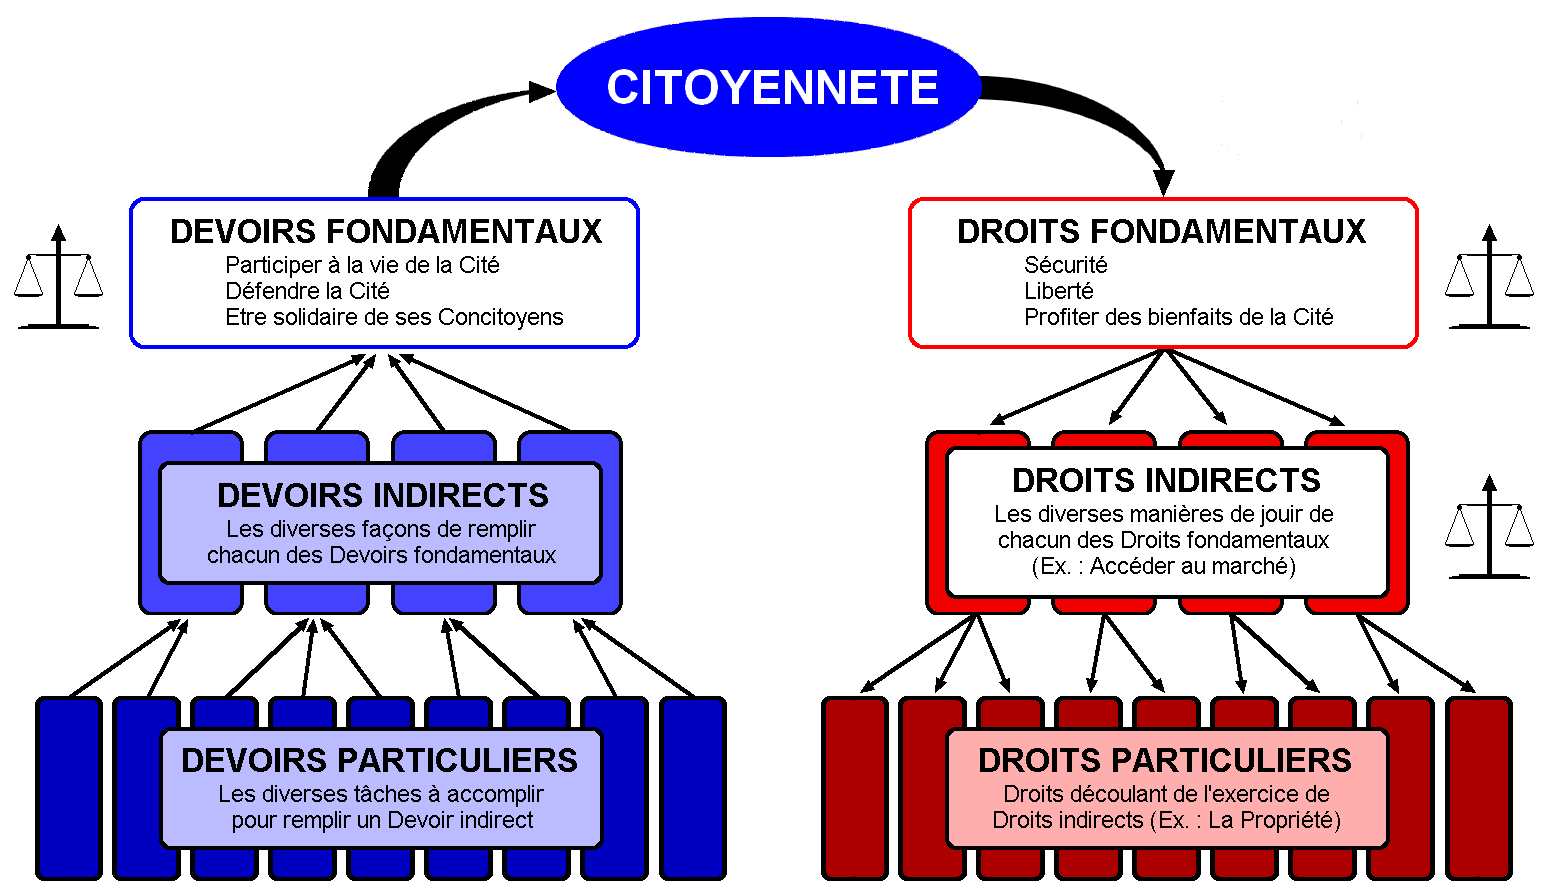 CITOYENNETE
DEVOIRS FONDAMENTAUX
Participer à la vie de la Cité
Défendre la Cité
Etre solidaire de ses Concitoyens
DROITS FONDAMENTAUX
Sécurité
Liberté
Profiter des bienfaits de la Cité
DEVOIRS INDIRECTS
Les diverses façons de remplir
chacun des Devoirs fondamentaux
DROITS INDIRECTS
Les diverses manières de jouir de
chacun des Droits fondamentaux
(Ex. : Accéder au marché)
DEVOIRS PARTICULIERS
Les diverses tâches à accomplir
pour remplir un Devoir indirect
DROITS PARTICULIERS
Droits découlant de l'exercice de
Droits indirects (Ex. : La Propriété)